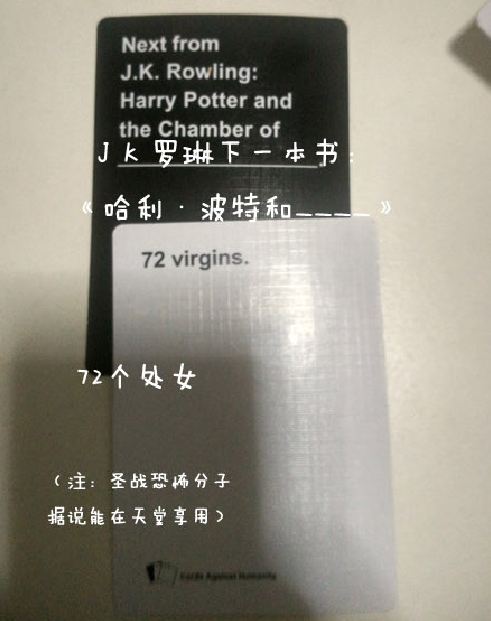 Next from
J.K. Rowling:
Harry Potter and
the Chamber of
JK罗琳下一本书:
《哈利·波特和____》
72 virgins.
72个处女
(注: 圣战恐怖分子
据说能在天堂享用)
Cards Against Humanity